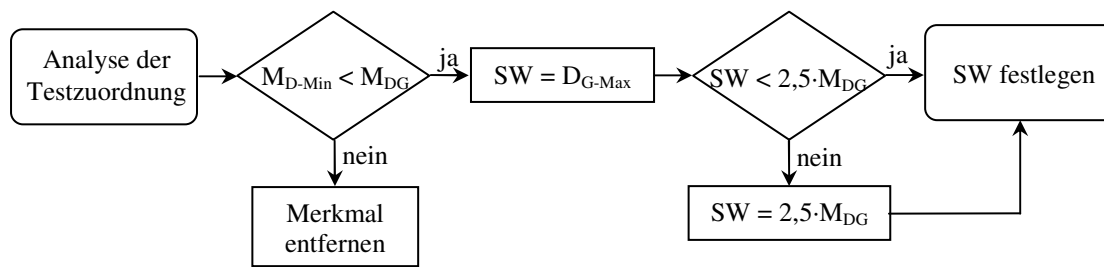 Analyse der
Testzuordnung
M_D-Min < M_DG
ja
nein
Merkmal
entfernen
SW = D_G-Max
SW < 2,5·M_DG
ja
nein
SW = 2,5·M_DG
SW festlegen